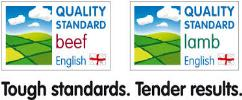 QUALITY
STANDARD
beef
English
QUALITY
STANDARD
lamb
English
Tough standards. Tender results.